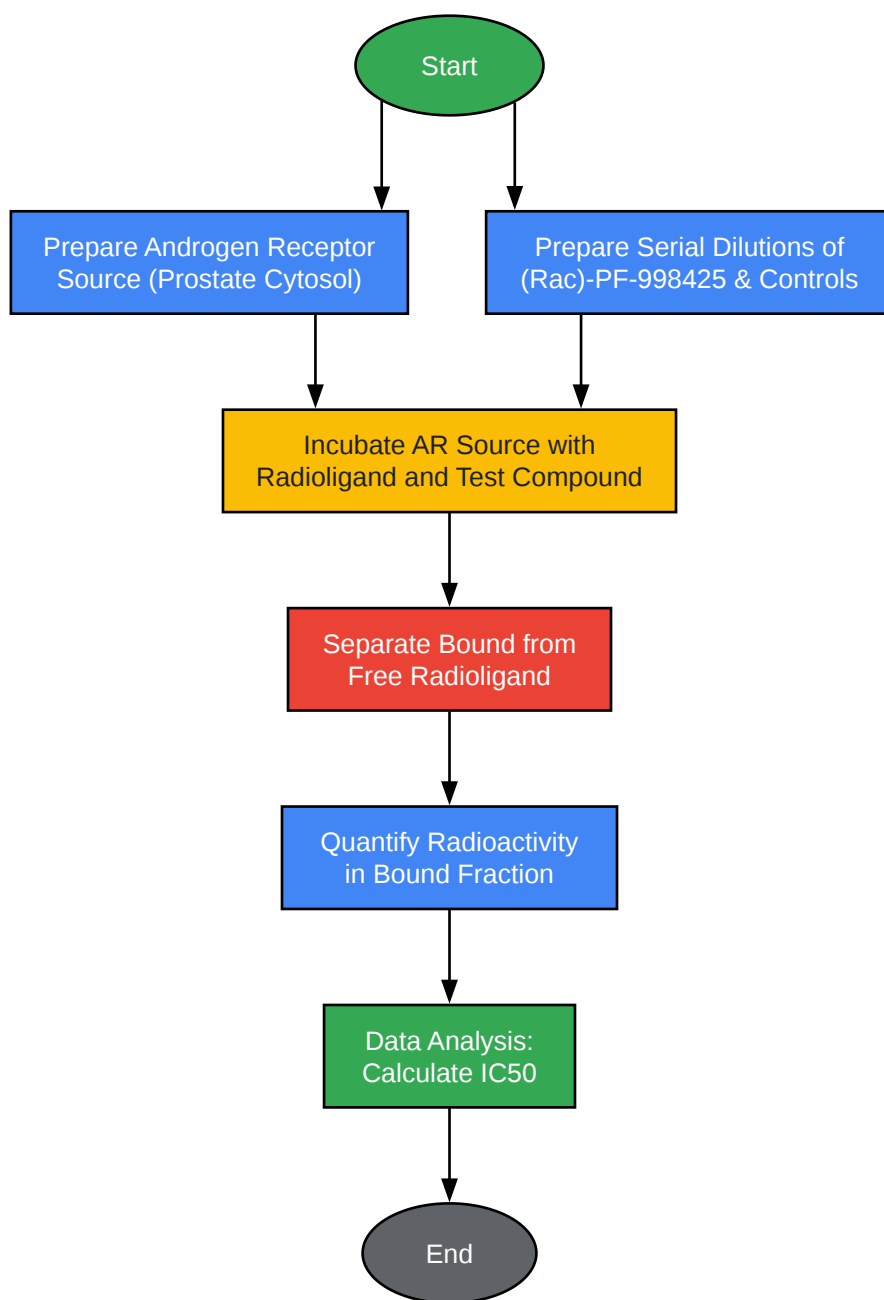 Start
Prepare Androgen Receptor
Source (Prostate Cytosol)
Prepare Serial Dilutions of
(Rac)-PF-998425 & Controls
Incubate AR Source with
Radioligand and Test Compound
Separate Bound from
Free Radioligand
Quantify Radioactivity
in Bound Fraction
Data Analysis:
Calculate IC50
End